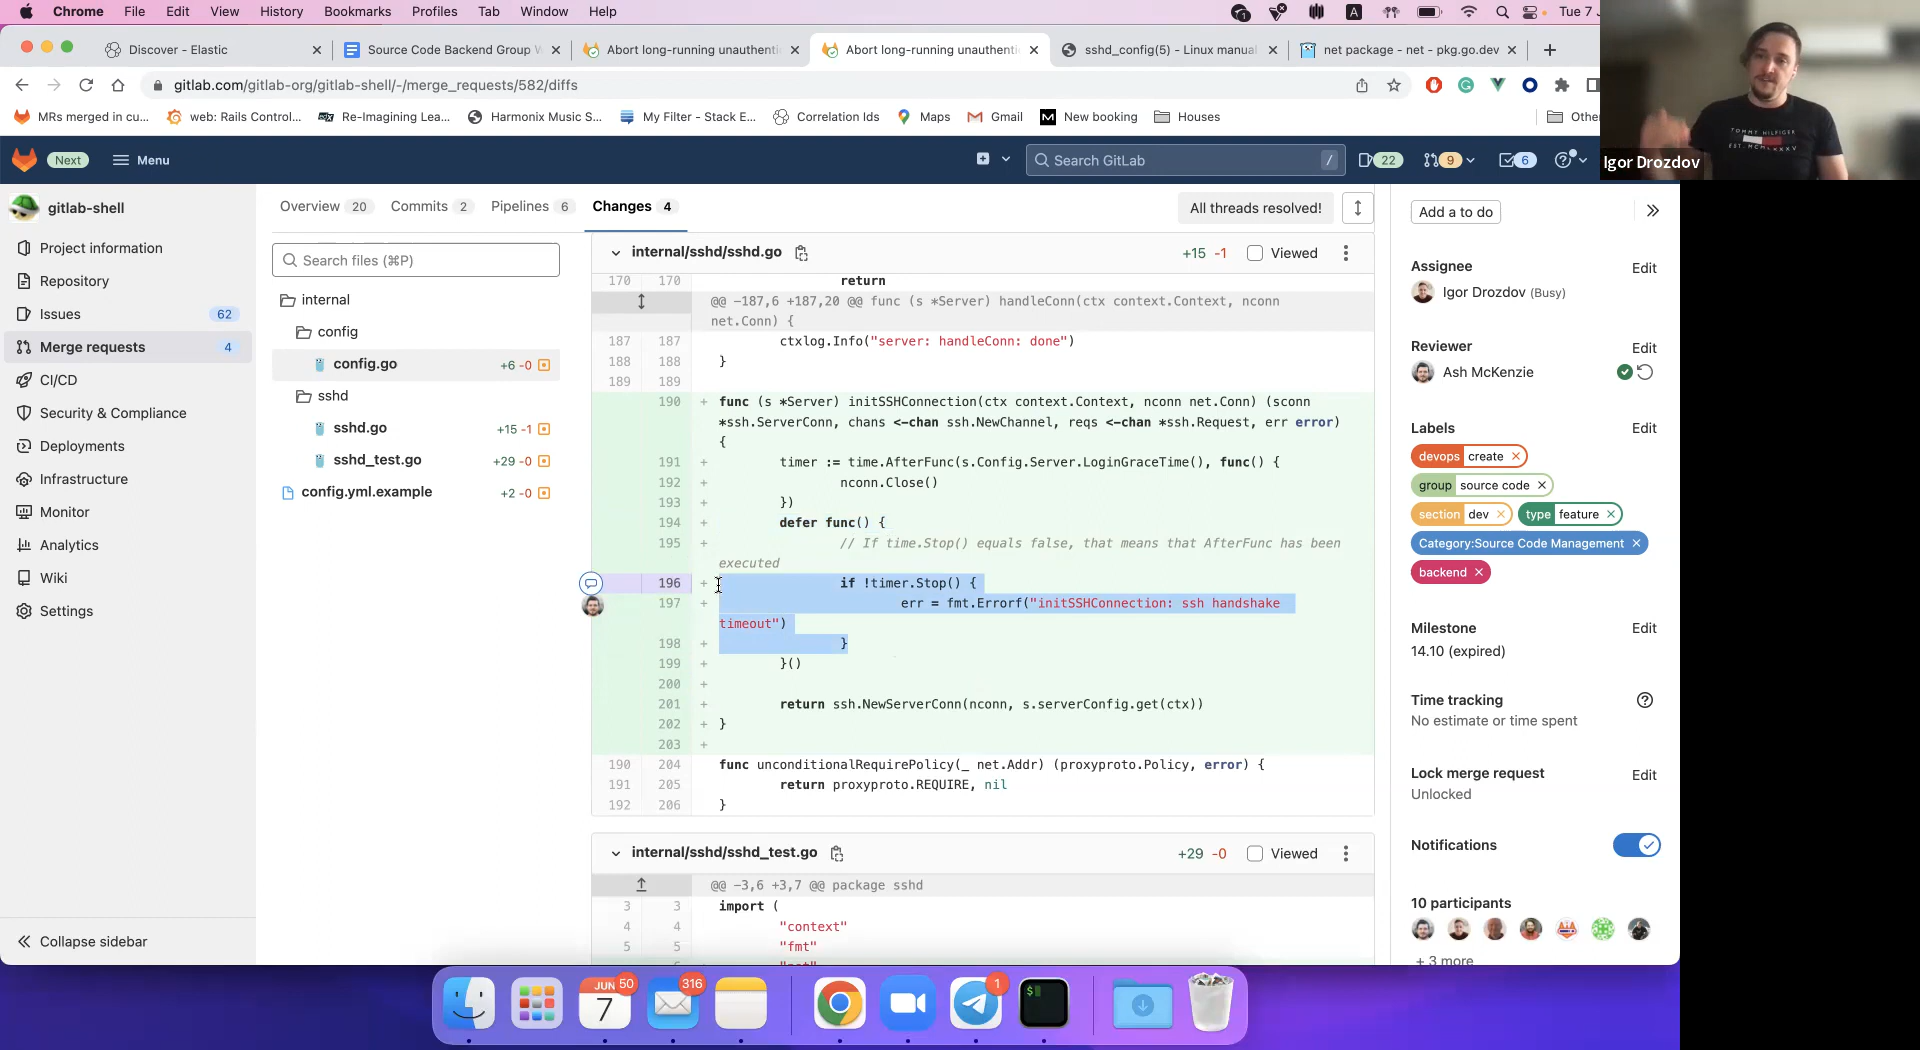 Chrome File Edit View History Bookmarks Profiles Tab Window Help
1 A Tue 7
Discover - Elastic
Source Code Backend Group
Abort long-running unauthenti
Abort long-running unauthenti
sshd_config(5) - Linux manual
net package - net - pkg.go.dev
gitlab.com/gitlab-org/gitlab-shell/-/merge_requests/582/diffs
MRs merged in cu...
web: Rails Control...
Re-Imagining Lea...
Harmonix Music S...
My Filter - Stack E...
Correlation Ids
Maps
Gmail
New booking
Houses
Igor Drozdov
TOMMY HILFIGER
Next
Menu
Search GitLab /
22 9 6
gitlab-shell
Project information
Repository
Issues 62
Merge requests 4
CI/CD
Security & Compliance
Deployments
Infrastructure
Monitor
Analytics
Wiki
Settings
Collapse sidebar
Overview 20 Commits 2 Pipelines 6 Changes 4
All threads resolved!
Search files (⌘P)
internal
config
config.go +6 -0
sshd
sshd.go +15 -1
sshd_test.go +29 -0
config.yml.example +2 -0
internal/sshd/sshd.go +15 -1 Viewed
170 170 return
@@ -187,6 +187,20 @@ func (s *Server) handleConn(ctx context.Context, nconn
net.Conn) {
187 187 ctxlog.Info("server: handleConn: done")
188 188 }
189 189
190 + func (s *Server) initSSHConnection(ctx context.Context, nconn net.Conn) (sconn
*ssh.ServerConn, chans <-chan ssh.NewChannel, reqs <-chan *ssh.Request, err error)
{
191 + timer := time.AfterFunc(s.Config.Server.LoginGraceTime(), func() {
192 + nconn.Close()
193 + })
194 + defer func() {
195 + // If time.Stop() equals false, that means that AfterFunc has been
executed
196 + if !timer.Stop() {
197 + err = fmt.Errorf("initSSHConnection: ssh handshake
timeout")
198 + }
199 + }()
200 +
201 + return ssh.NewServerConn(nconn, s.serverConfig.get(ctx))
202 + }
203 +
190 204 func unconditionalRequirePolicy(_ net.Addr) (proxyproto.Policy, error) {
191 205 return proxyproto.REQUIRE, nil
192 206 }
internal/sshd/sshd_test.go +29 -0 Viewed
@@ -3,6 +3,7 @@ package sshd
3 3 import (
4 4 "context"
5 5 "fmt"
Add a to do
Assignee Edit
Igor Drozdov (Busy)
Reviewer Edit
Ash McKenzie
Labels Edit
devops create ×
group source code ×
section dev × type feature ×
Category:Source Code Management ×
backend ×
Milestone Edit
14.10 (expired)
Time tracking
No estimate or time spent
Lock merge request Edit
Unlocked
Notifications
10 participants
+ 3 more
JUN 7 50 316 1 $